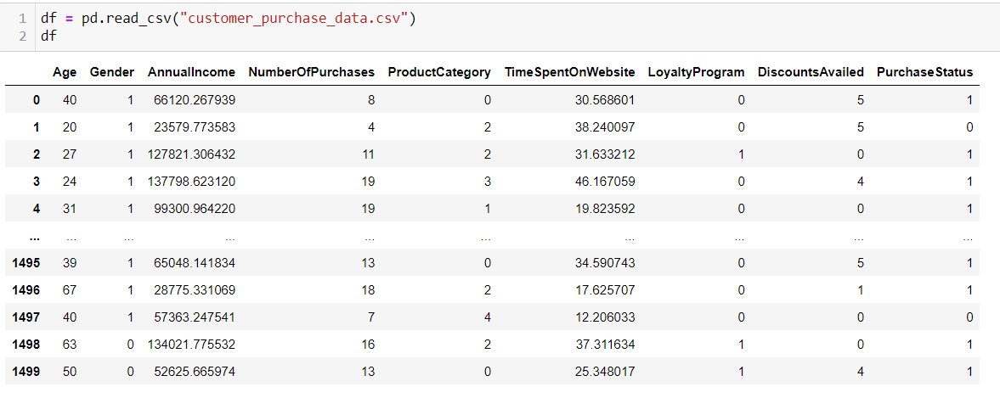 1 df = pd.read_csv("customer_purchase_data.csv")
2 df
Age Gender AnnualIncome NumberOfPurchases ProductCategory TimeSpentOnWebsite LoyaltyProgram DiscountsAvailed PurchaseStatus
0 40 1 66120.267939 8 0 30.568601 0 5 1
1 20 1 23579.773583 4 2 38.240097 0 5 0
2 27 1 127821.306432 11 2 31.633212 1 0 1
3 24 1 137798.623120 19 3 46.167059 0 4 1
4 31 1 99300.964220 19 1 19.823592 0 0 1
... ... ... ... ... ... ... ... ... ...
1495 39 1 65048.141834 13 0 34.590743 0 5 1
1496 67 1 28775.331069 18 2 17.625707 0 1 1
1497 40 1 57363.247541 7 4 12.206033 0 0 0
1498 63 0 134021.775532 16 2 37.311634 1 0 1
1499 50 0 52625.665974 13 0 25.348017 1 4 1